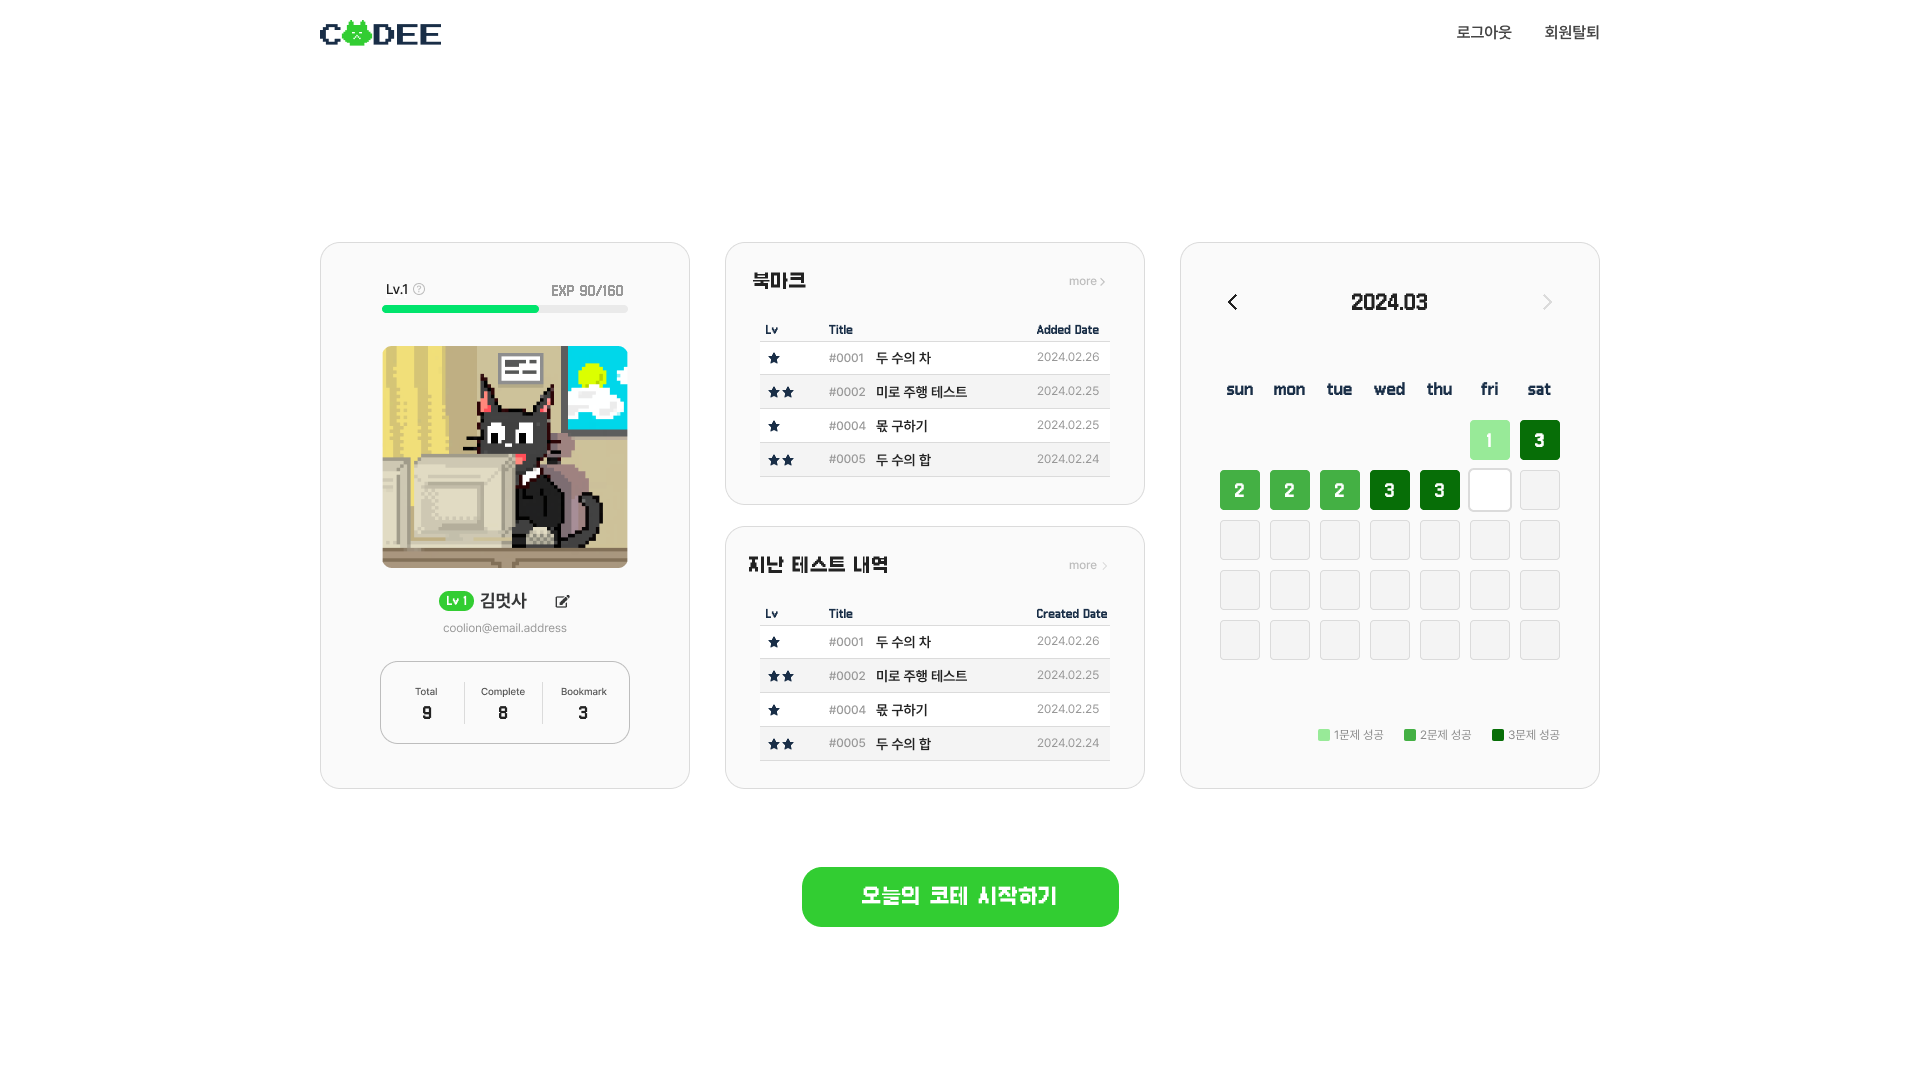 CODEE
로그아웃 회원탈퇴
Lv.1 ? EXP 90/160
Lv 1 김멋사
coolion@email.address
Total Complete Bookmark
9 8 3
북마크 more
Lv Title Added Date
#0001 두 수의 차 2024.02.26
#0002 미로 주행 테스트 2024.02.25
#0004 몫 구하기 2024.02.25
#0005 두 수의 합 2024.02.24
지난 테스트 내역 more
Lv Title Created Date
#0001 두 수의 차 2024.02.26
#0002 미로 주행 테스트 2024.02.25
#0004 몫 구하기 2024.02.25
#0005 두 수의 합 2024.02.24
2024.03
sun mon tue wed thu fri sat
1 3
2 2 2 3 3
1문제 성공 2문제 성공 3문제 성공
오늘의 코테 시작하기